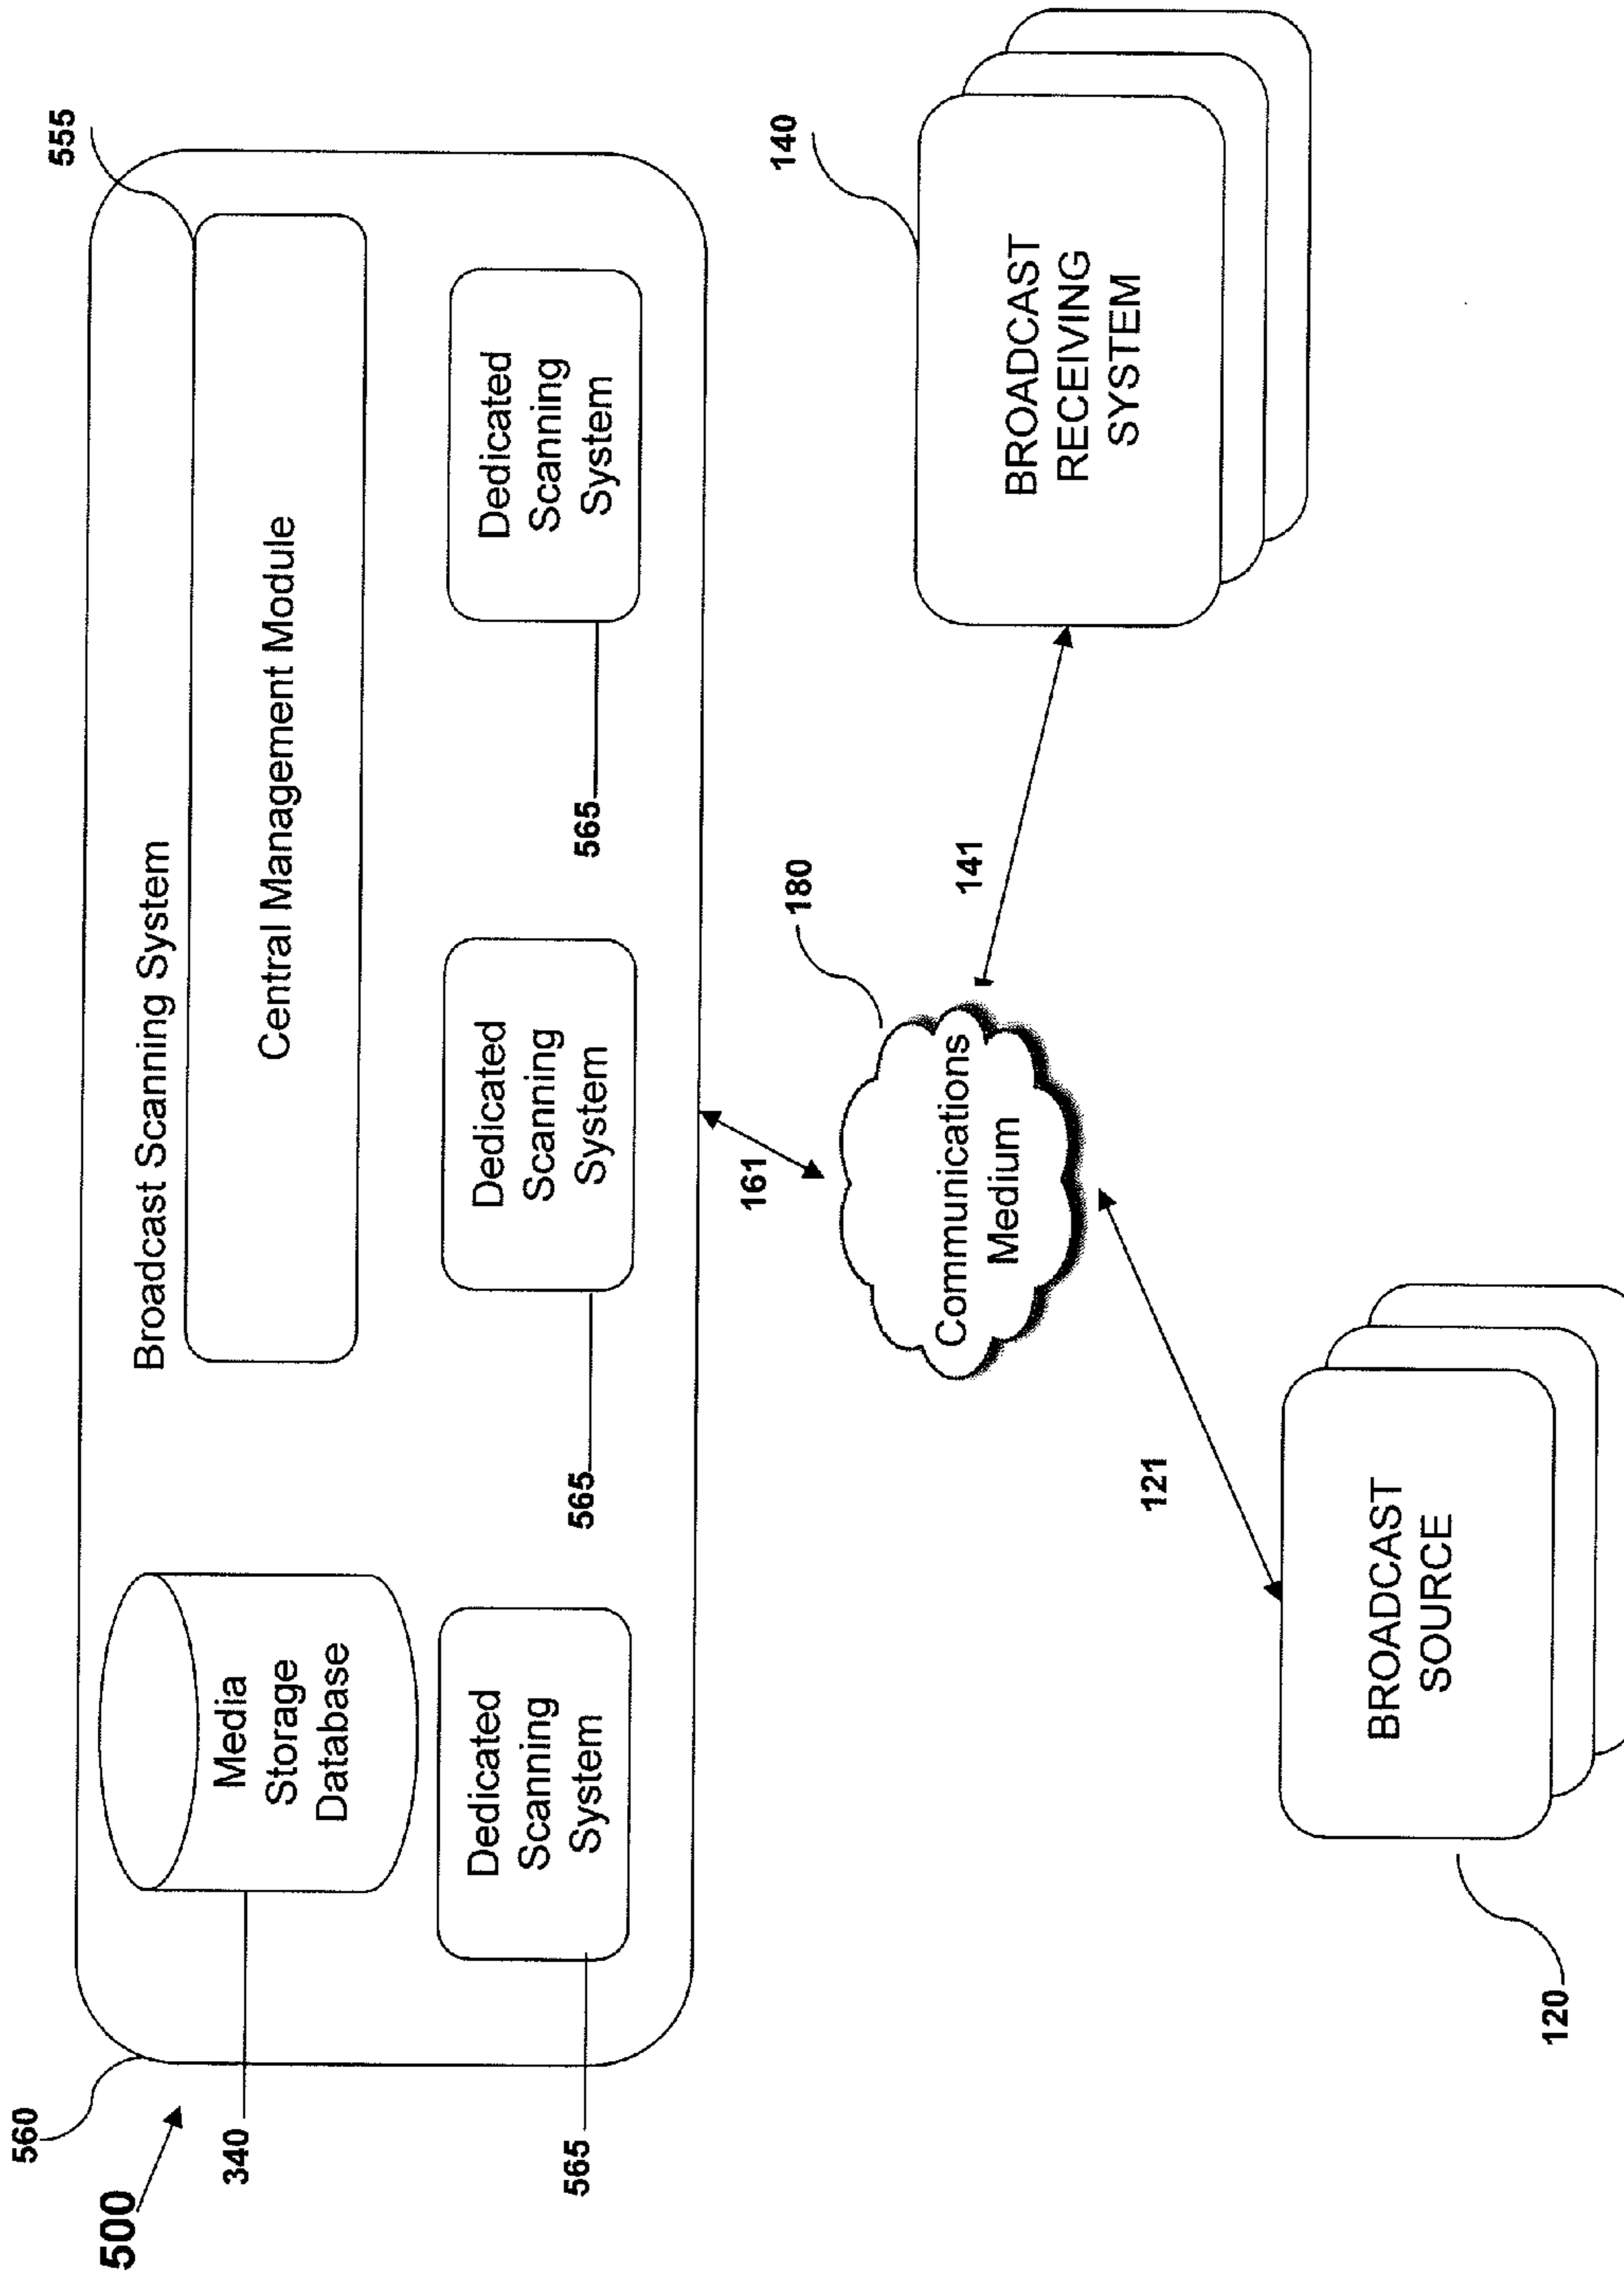 500
560
340
565
Media
Storage
Database
Broadcast Scanning System
Central Management Module
555
Dedicated
Scanning
System
565
Dedicated
Scanning
System
565
Dedicated
Scanning
System
161
180
Communications
Medium
141
140
BROADCAST
RECEIVING
SYSTEM
121
BROADCAST
SOURCE
120